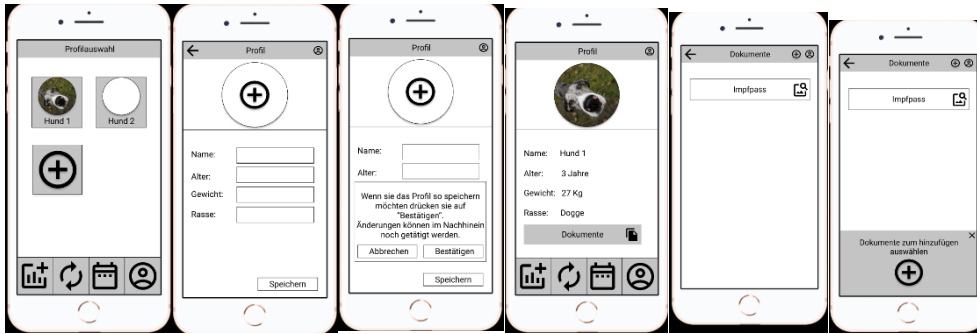 Profilauswahl
Hund 1
Hund 2
Profil
Name:
Alter:
Gewicht:
Rasse:
Speichern
Profil
Name:
Alter:
Wenn sie das Profil so speichern
möchten drücken sie auf
"Bestätigen".
Änderungen können im Nachhinein
noch getätigt werden.
Abbrechen Bestätigen
Speichern
Profil
Name: Hund 1
Alter: 3 Jahre
Gewicht: 27 Kg
Rasse: Dogge
Dokumente
Dokumente
Impfpass
Dokumente
Impfpass
Dokumente zum hinzufügen
auswählen